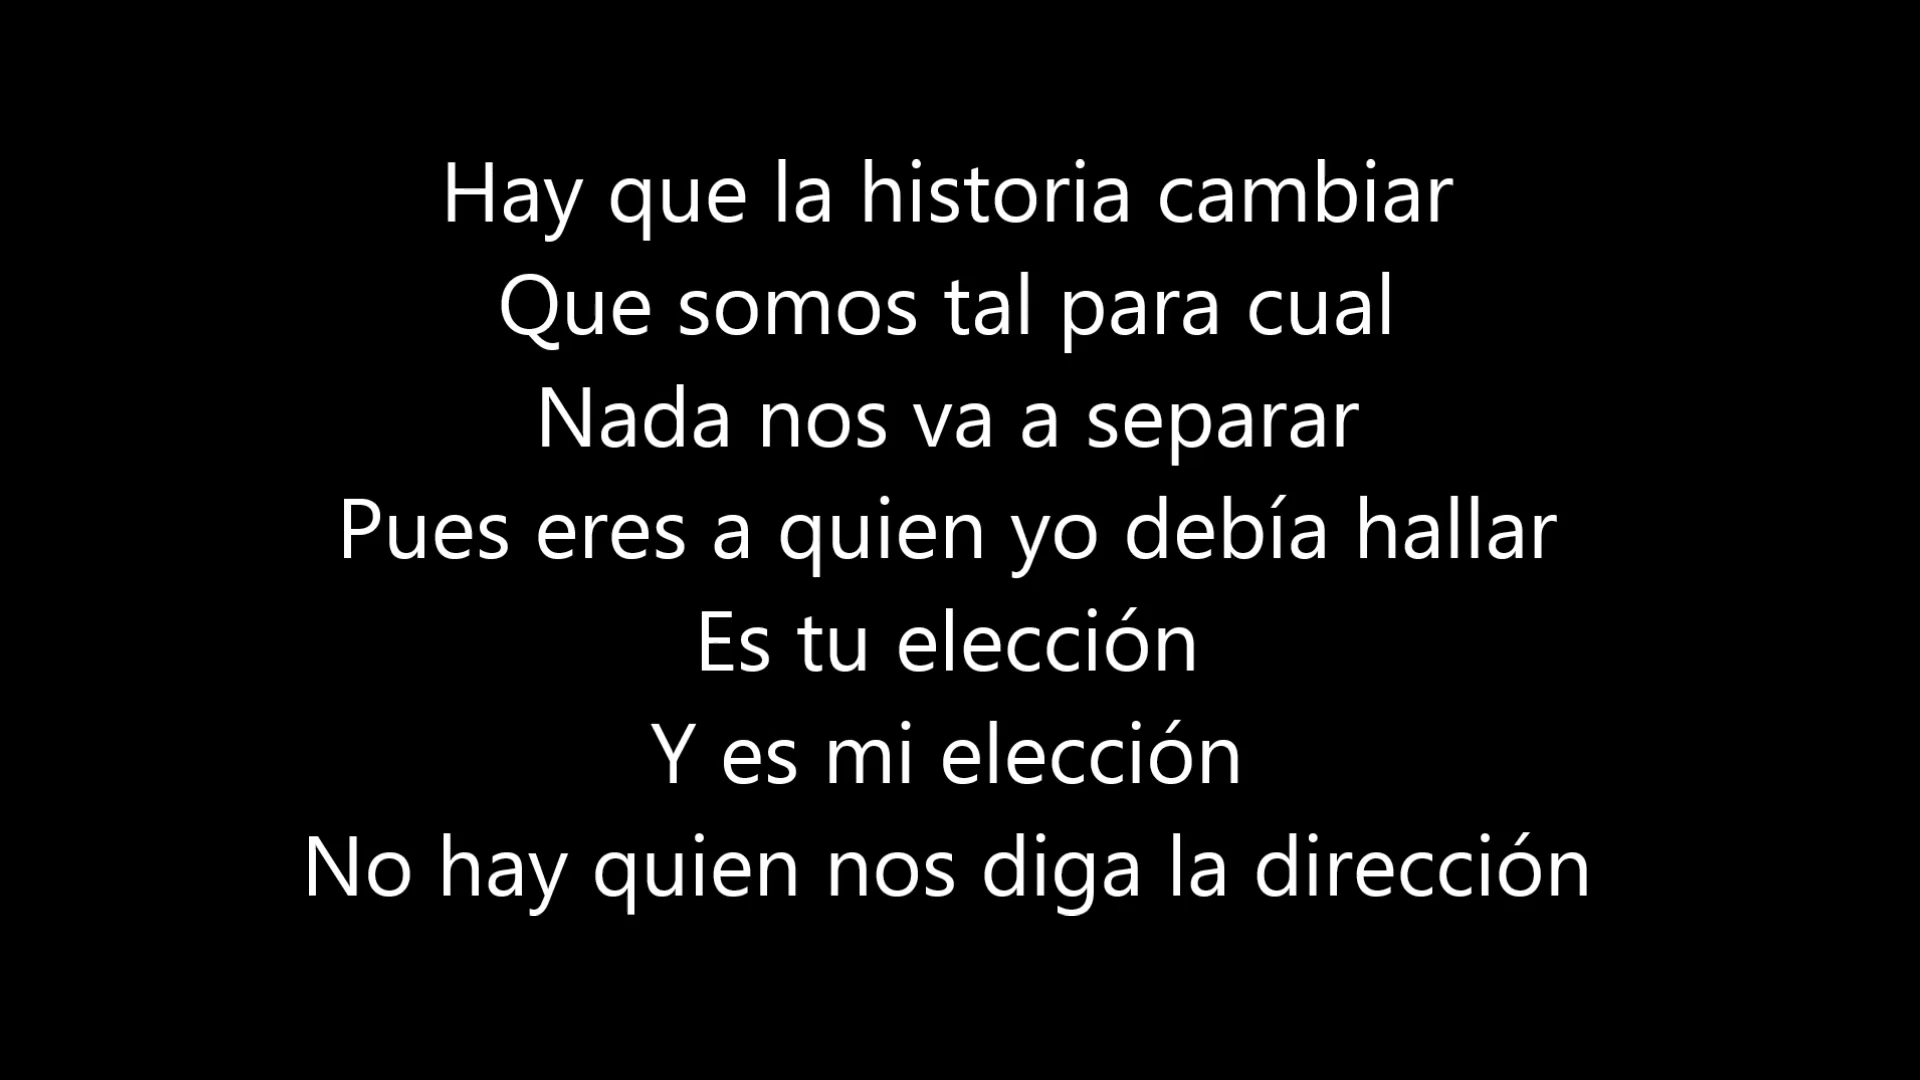 Hay que la historia cambiar
Que somos tal para cual
Nada nos va a separar
Pues eres a quien yo debía hallar
Es tu elección
Y es mi elección
No hay quien nos diga la dirección